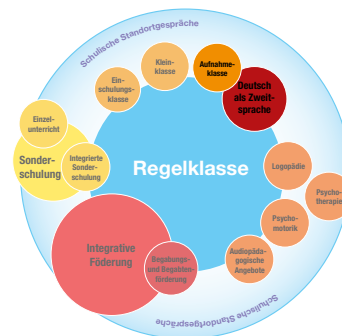 Schulische Standortgespräche
Klein-
klasse
Aufnahme-
klasse
Ein-
schulungs-
klasse
Deutsch
als Zweit-
sprache
Einzel-
unterricht
Sonder-
schulung
Integrierte
Sonder-
schulung
Regelklasse
Logopädie
Psycho-
therapie
Psycho-
motorik
Integrative
Föderung
Begabungs-
und Begabten-
förderung
Audiopäda-
gogische
Angebote
Schulische Standortgespräche